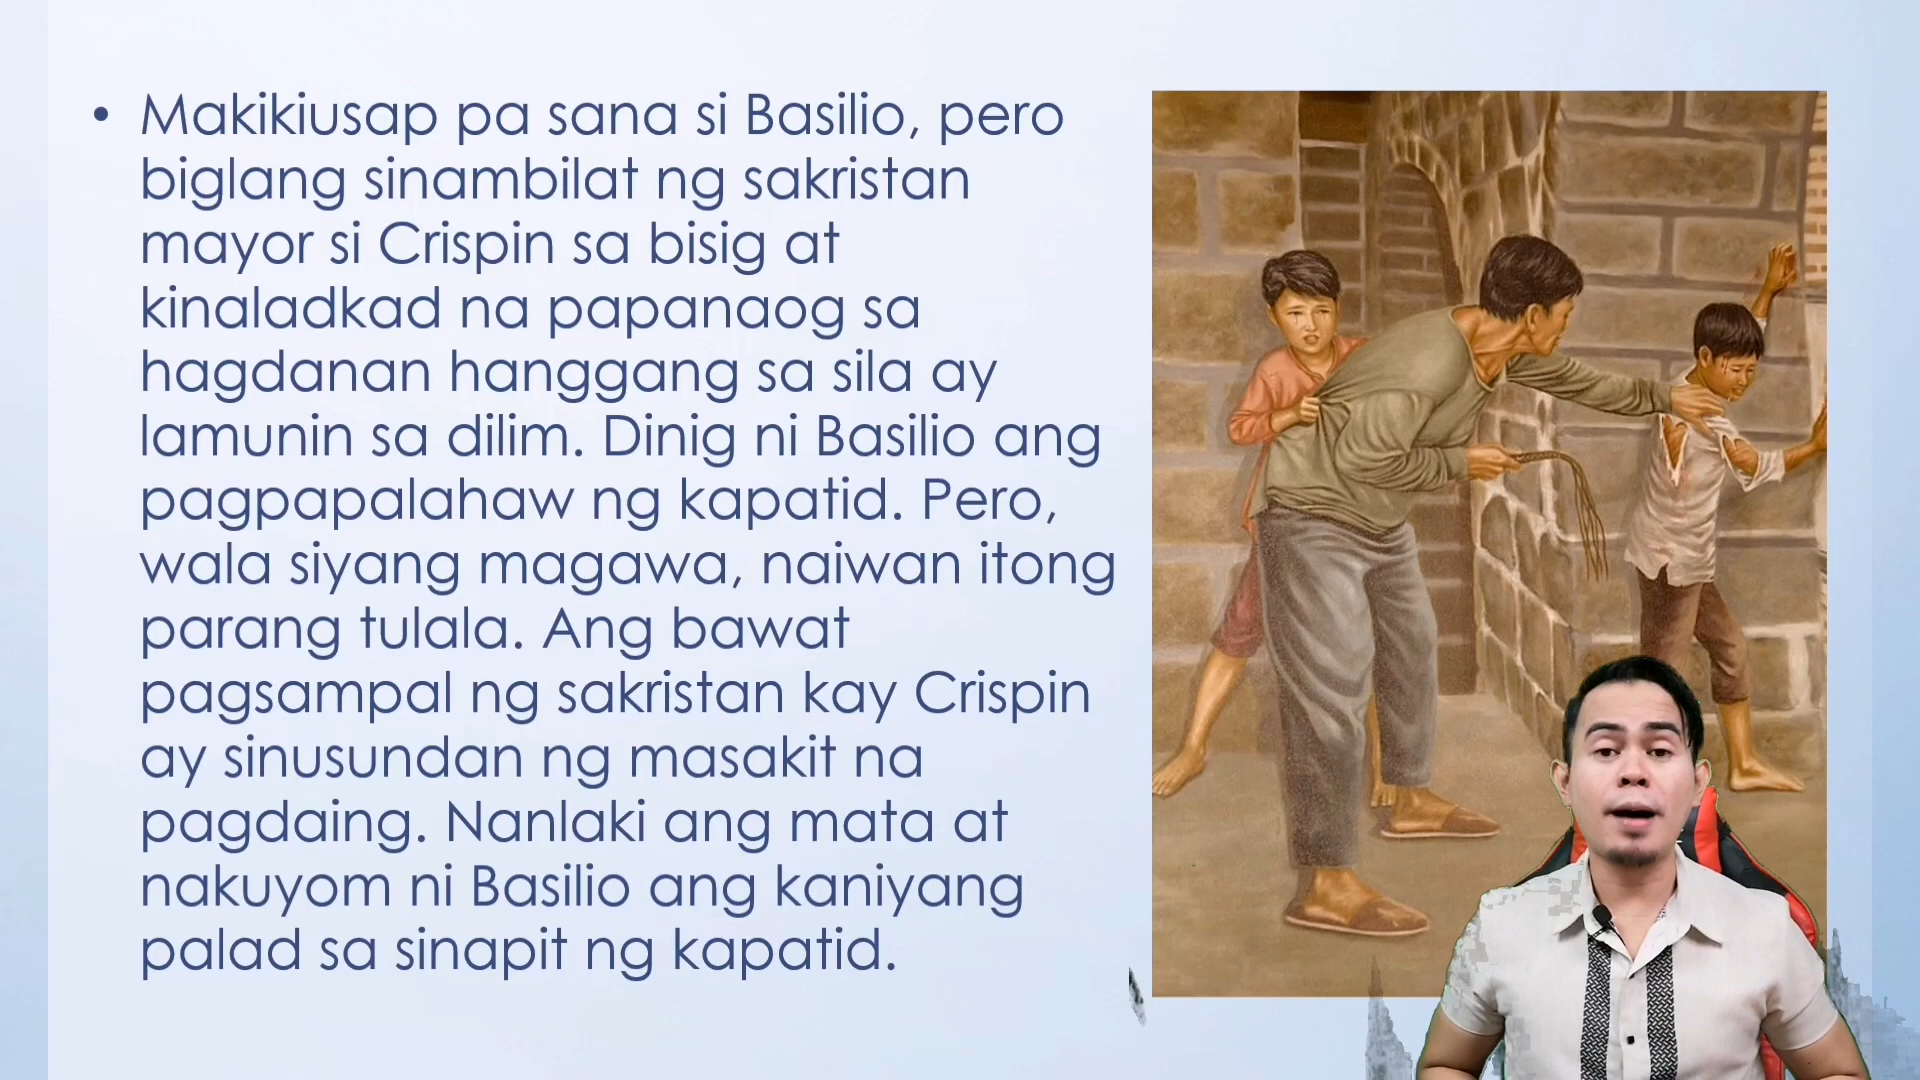 • Makikiusap pa sana si Basilio, pero
biglang sinambilat ng sakristan
mayor si Crispin sa bisig at
kinaladkad na papanaog sa
hagdanan hanggang sa sila ay
lamunin sa dilim. Dinig ni Basilio ang
pagpapalahaw ng kapatid. Pero,
wala siyang magawa, naiwan itong
parang tulala. Ang bawat
pagsampal ng sakristan kay Crispin
ay sinusundan ng masakit na
pagdaing. Nanlaki ang mata at
nakuyom ni Basilio ang kaniyang
palad sa sinapit ng kapatid.